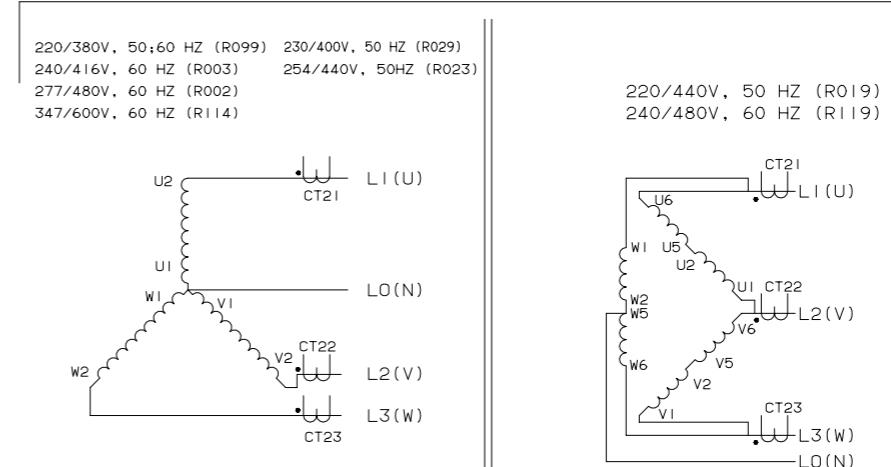 220/380V, 50;60 HZ (R099) 230/400V, 50 HZ (R029)
240/416V, 60 HZ (R003) 254/440V, 50HZ (R023)
277/480V, 60 HZ (R002)
347/600V, 60 HZ (R114)
U2
CT21
L1(U)
U1
L0(N)
W1
V1
W2
V2
CT22
L2(V)
L3(W)
CT23
220/440V, 50 HZ (R019)
240/480V, 60 HZ (R119)
CT21
L1(U)
U6
W1
U5
U2
U1
CT22
W2
W5
L2(V)
V6
W6
V5
V2
V1
CT23
L3(W)
L0(N)